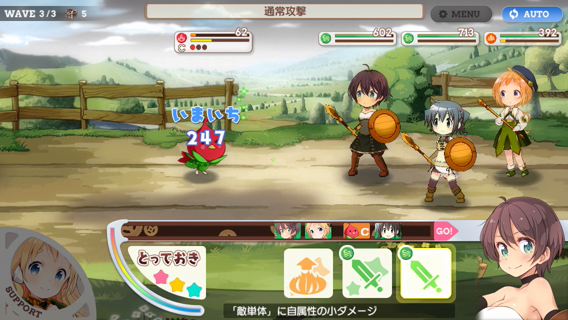 WAVE 3/3 5
通常攻撃
MENU
AUTO
62
C
602
713
392
いまいち
247
C
GO!
とっておき
SUPPORT
「敵単体」に自属性の小ダメージ